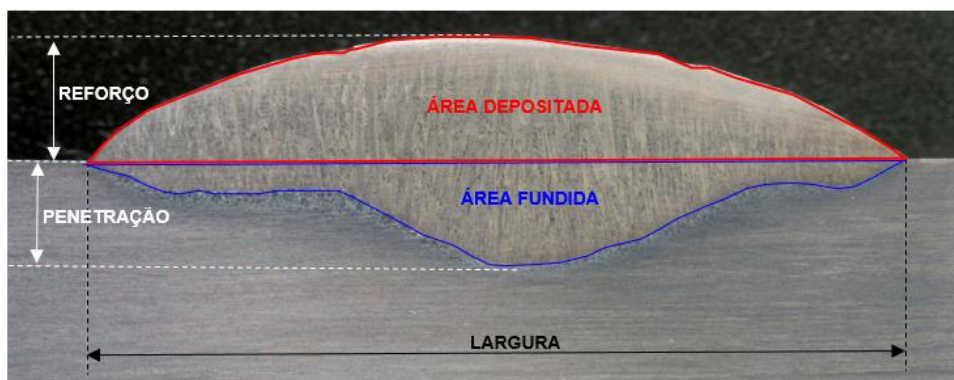 REFORÇO
ÁREA DEPOSITADA
ÁREA FUNDIDA
PENETRAÇÃO
LARGURA